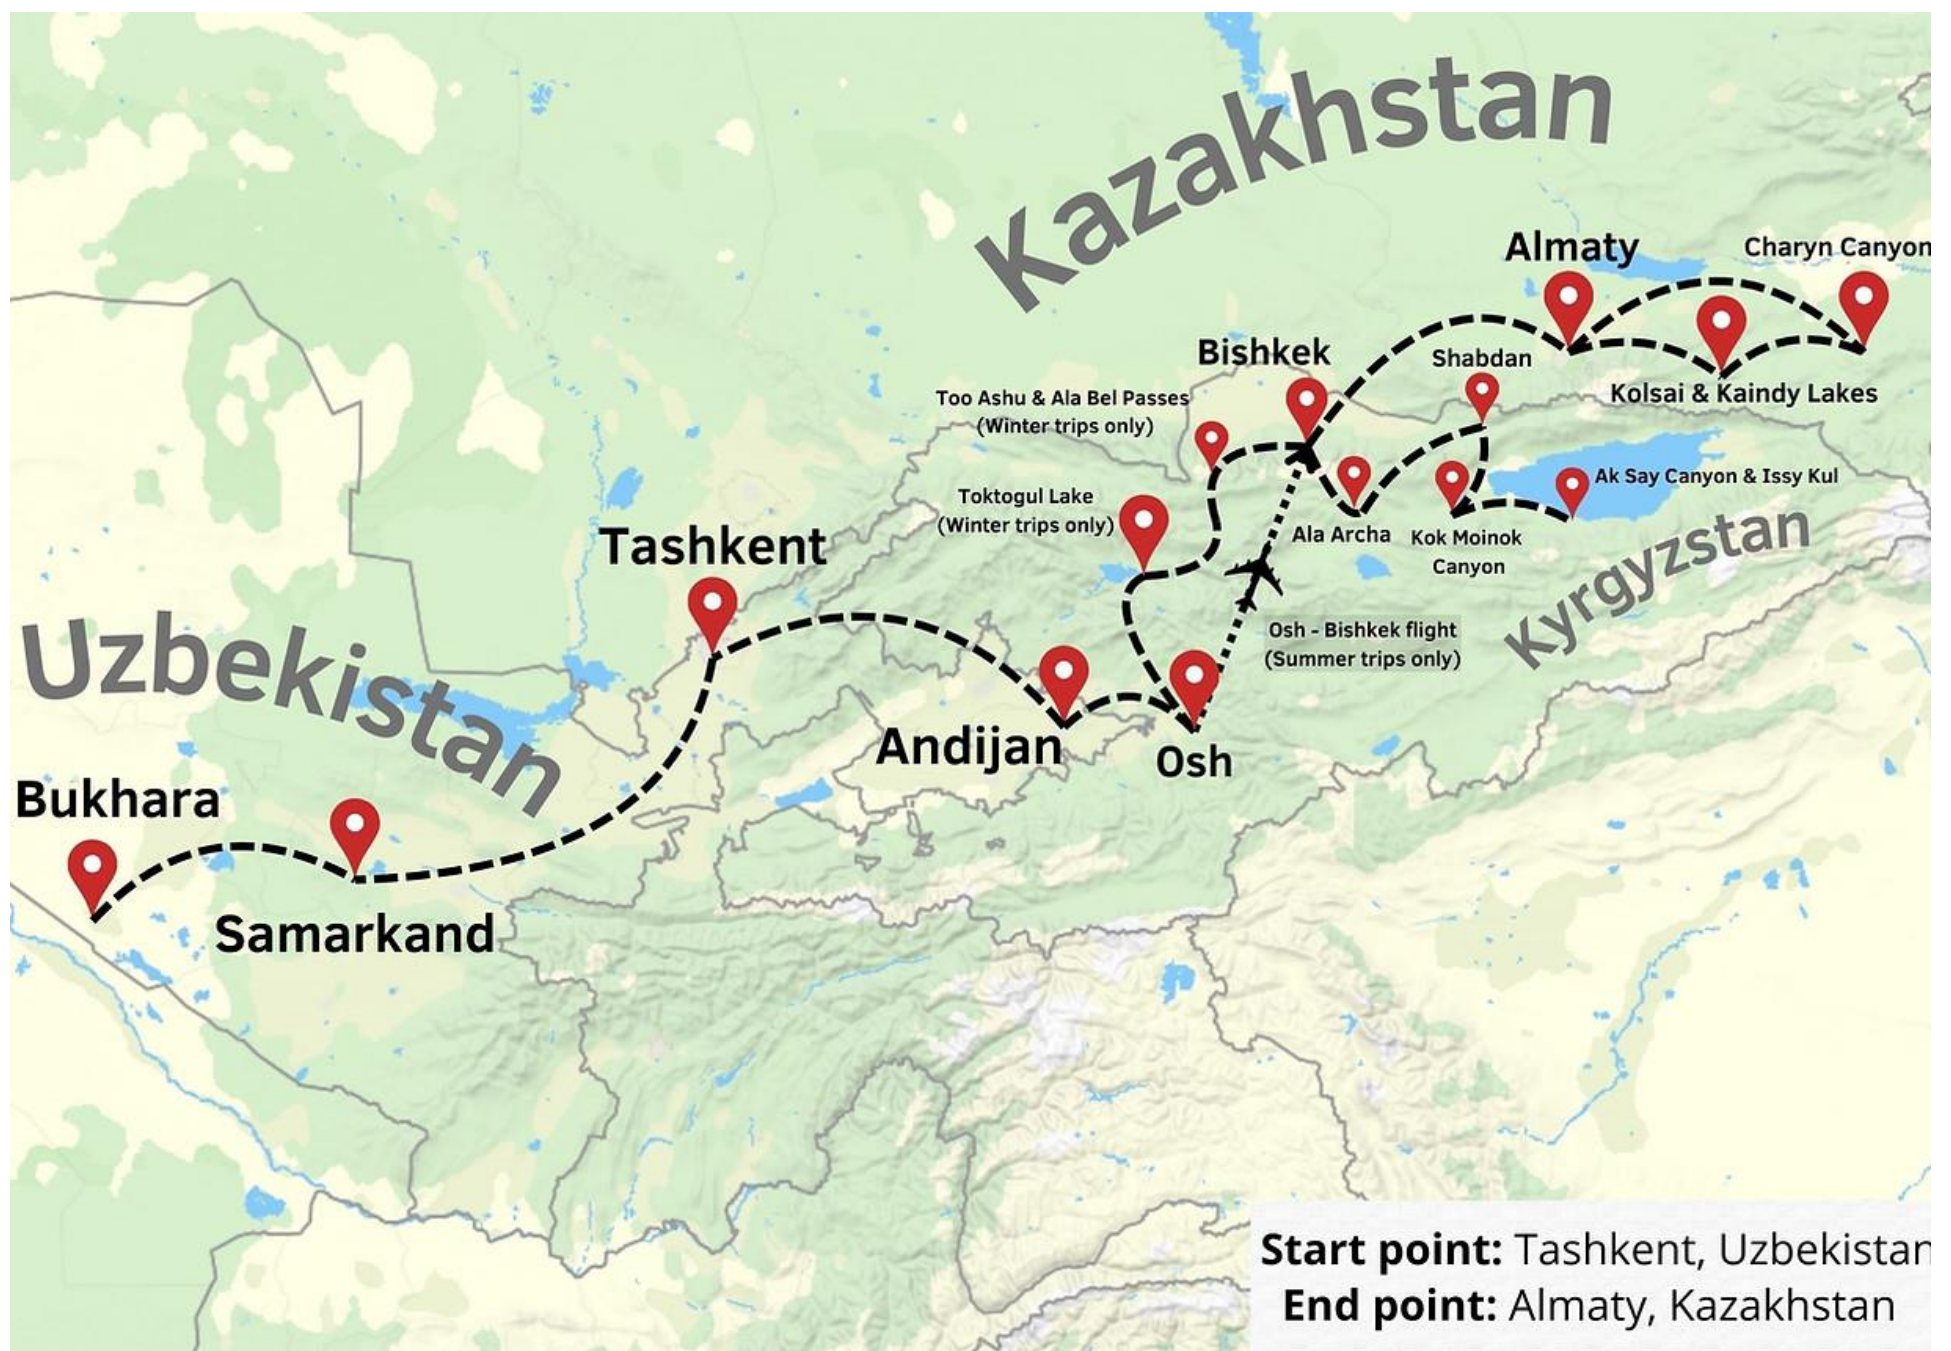 Kazakhstan
Almaty
Charyn Canyon
Bishkek
Shabdan
Kolsai & Kaindy Lakes
Too Ashu & Ala Bel Passes
(Winter trips only)
Ak Say Canyon & Issy Kul
Toktogul Lake
(Winter trips only)
Ala Archa
Kok Moinok
Canyon
Kyrgyzstan
Tashkent
Osh - Bishkek flight
(Summer trips only)
Uzbekistan
Andijan
Osh
Bukhara
Samarkand
Start point: Tashkent, Uzbekistan
End point: Almaty, Kazakhstan